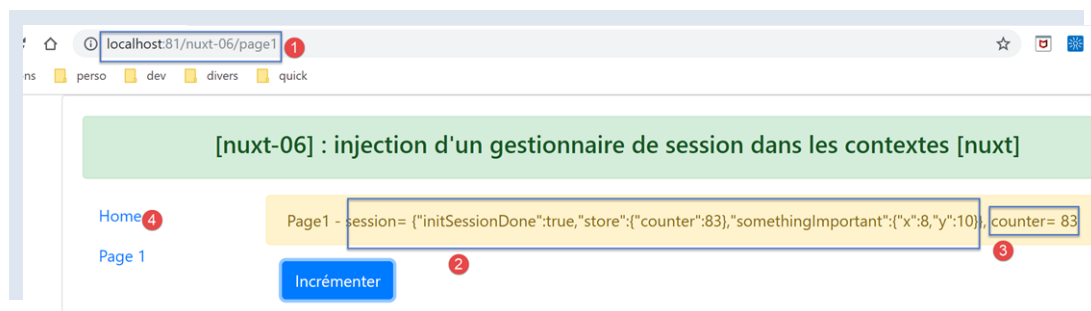 localhost:81/nuxt-06/page1 1
ns perso dev divers quick
[nuxt-06] : injection d'un gestionnaire de session dans les contextes [nuxt]
Home 4
Page1 - session= {"initSessionDone":true,"store":{"counter":83},"somethingImportant":{"x":8,"y":10}}, counter= 83
Page 1
2
3
Incrémenter